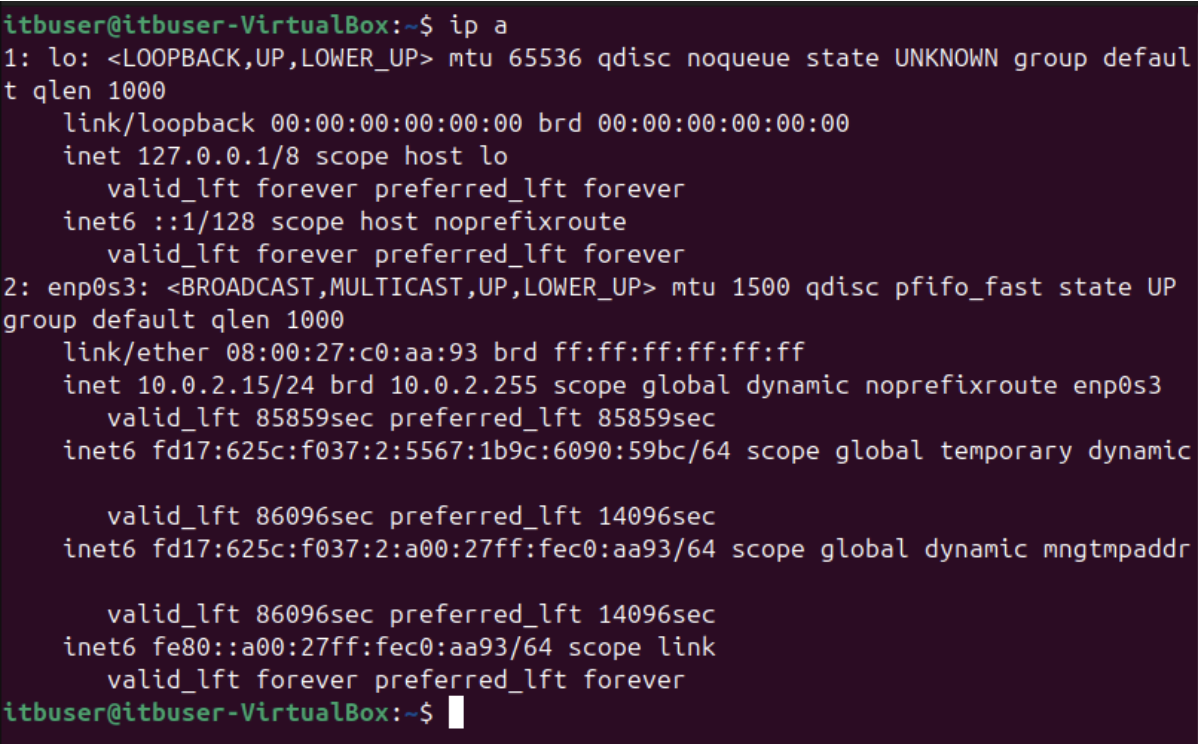 itbuser@itbuser-VirtualBox:~$ ip a
1: lo: <LOOPBACK,UP,LOWER_UP> mtu 65536 qdisc noqueue state UNKNOWN group defaul
t qlen 1000
    link/loopback 00:00:00:00:00:00 brd 00:00:00:00:00:00
    inet 127.0.0.1/8 scope host lo
       valid_lft forever preferred_lft forever
    inet6 ::1/128 scope host noprefixroute
       valid_lft forever preferred_lft forever
2: enp0s3: <BROADCAST,MULTICAST,UP,LOWER_UP> mtu 1500 qdisc pfifo_fast state UP
group default qlen 1000
    link/ether 08:00:27:c0:aa:93 brd ff:ff:ff:ff:ff:ff
    inet 10.0.2.15/24 brd 10.0.2.255 scope global dynamic noprefixroute enp0s3
       valid_lft 85859sec preferred_lft 85859sec
    inet6 fd17:625c:f037:2:5567:1b9c:6090:59bc/64 scope global temporary dynamic
       valid_lft 86096sec preferred_lft 14096sec
    inet6 fd17:625c:f037:2:a00:27ff:fec0:aa93/64 scope global dynamic mngtmpaddr
       valid_lft 86096sec preferred_lft 14096sec
    inet6 fe80::a00:27ff:fec0:aa93/64 scope link
       valid_lft forever preferred_lft forever
itbuser@itbuser-VirtualBox:~$